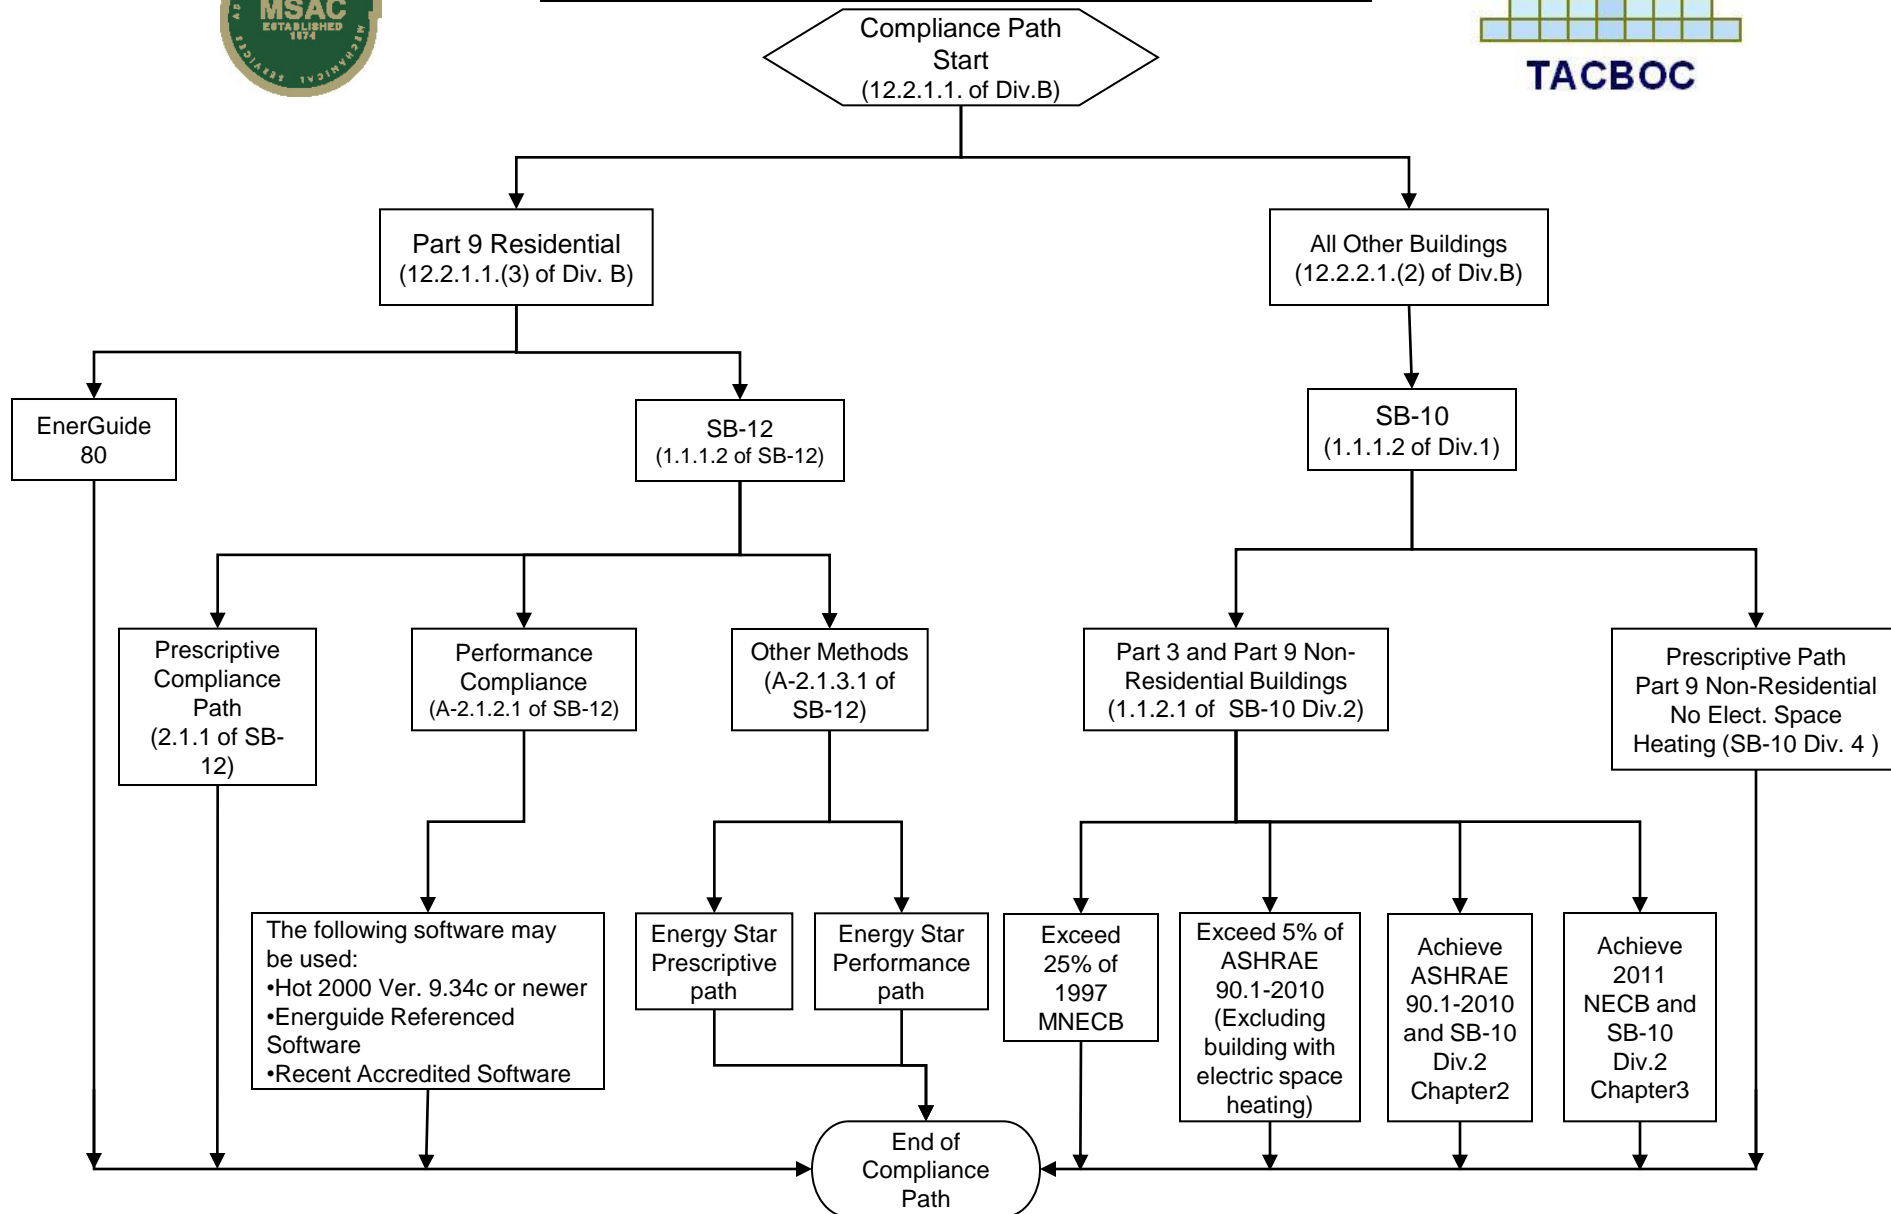 MSAC
ESTABLISHED
1974
MECHANICAL SERVICES AD
TACBOC
Compliance Path
Start
(12.2.1.1. of Div.B)
Part 9 Residential
(12.2.1.1.(3) of Div. B)
All Other Buildings
(12.2.2.1.(2) of Div.B)
EnerGuide
80
SB-12
(1.1.1.2 of SB-12)
SB-10
(1.1.1.2 of Div.1)
Prescriptive
Compliance
Path
(2.1.1 of SB-
12)
Performance
Compliance
(A-2.1.2.1 of SB-12)
Other Methods
(A-2.1.3.1 of
SB-12)
Part 3 and Part 9 Non-
Residential Buildings
(1.1.2.1 of SB-10 Div.2)
Prescriptive Path
Part 9 Non-Residential
No Elect. Space
Heating (SB-10 Div. 4 )
The following software may
be used:
•Hot 2000 Ver. 9.34c or newer
•Energuide Referenced
Software
•Recent Accredited Software
Energy Star
Prescriptive
path
Energy Star
Performance
path
Exceed
25% of
1997
MNECB
Exceed 5% of
ASHRAE
90.1-2010
(Excluding
building with
electric space
heating)
Achieve
ASHRAE
90.1-2010
and SB-10
Div.2
Chapter2
Achieve
2011
NECB and
SB-10
Div.2
Chapter3
End of
Compliance
Path